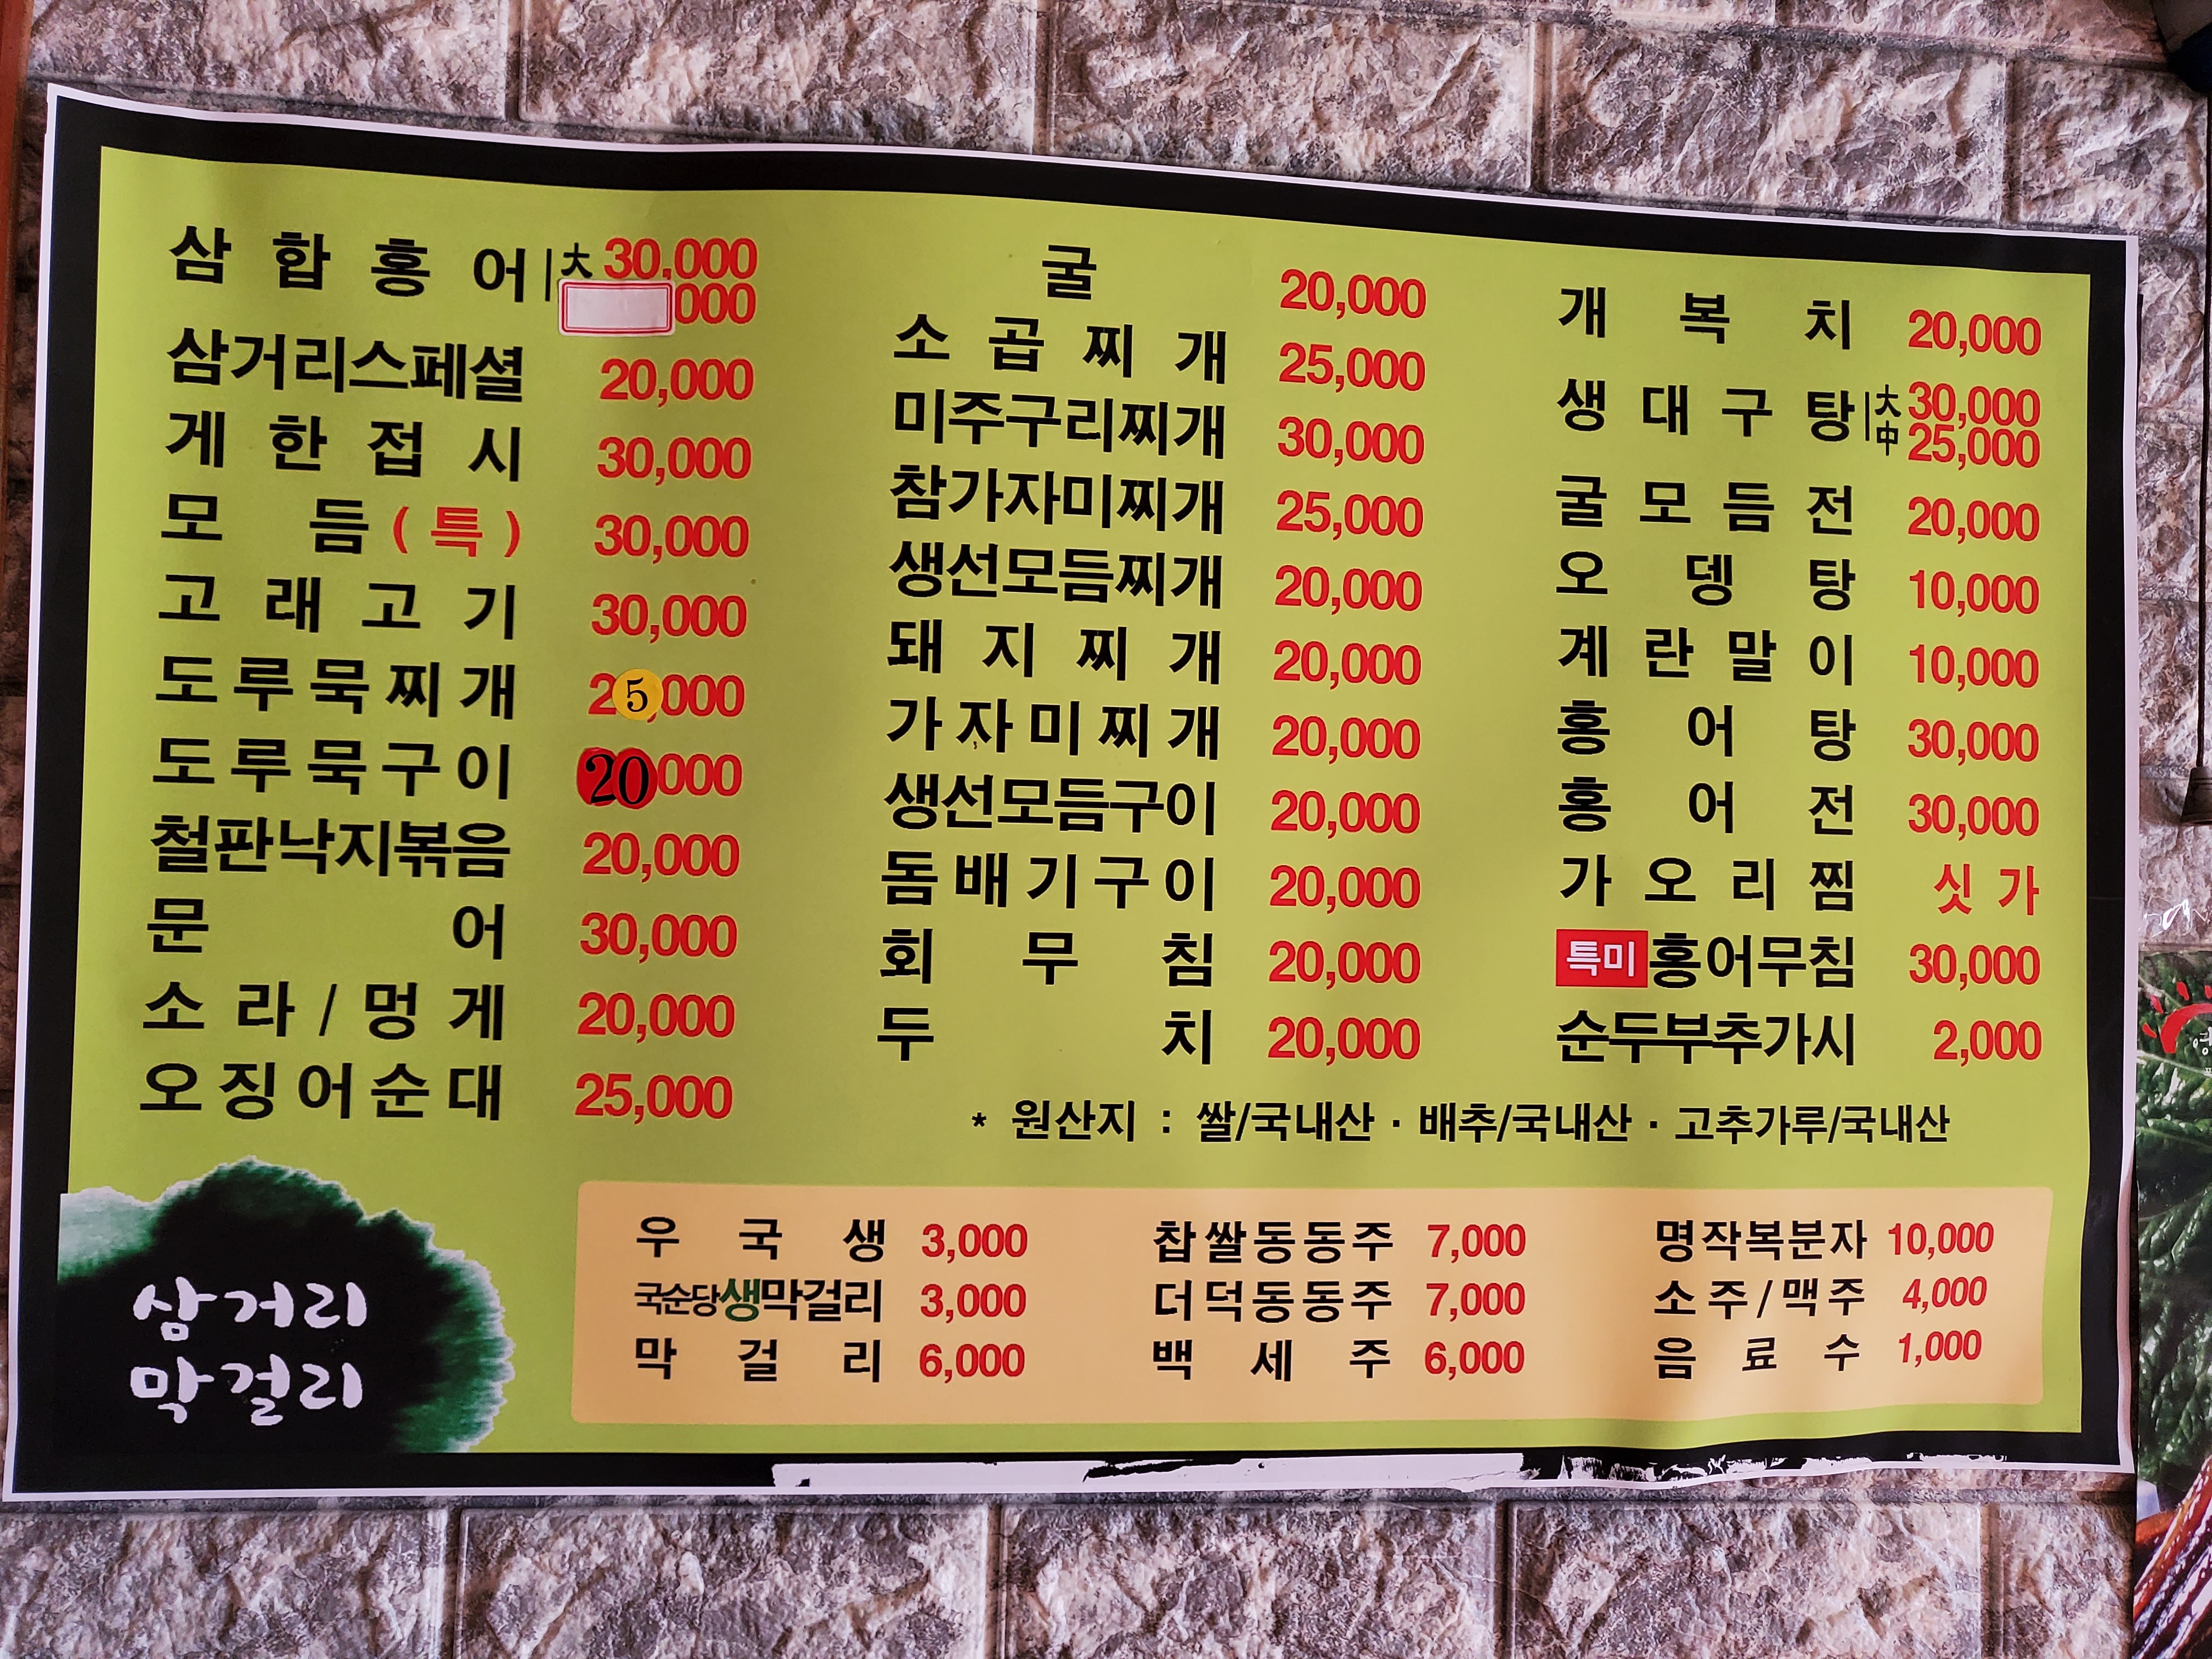 삼합홍어 大 30,000
000
삼거리스페셜 20,000
게한접시 30,000
모듬(특) 30,000
고래고기 30,000
도루묵찌개 25,000
도루묵구이 20,000
철판낙지볶음 20,000
문어 30,000
소라/멍게 20,000
오징어순대 25,000
굴 20,000
소곱찌개 25,000
미주구리찌개 30,000
참가자미찌개 25,000
생선모듬찌개 20,000
돼지찌개 20,000
가자미찌개 20,000
생선모듬구이 20,000
돔배기구이 20,000
회무침 20,000
두치 20,000
개복치 20,000
생대구탕 大 30,000
中 25,000
굴모듬전 20,000
오뎅탕 10,000
계란말이 10,000
홍어탕 30,000
홍어전 30,000
가오리찜 싯가
특미 홍어무침 30,000
순두부추가시 2,000
* 원산지 : 쌀/국내산 · 배추/국내산 · 고추가루/국내산
우국생 3,000
국순당생막걸리 3,000
막걸리 6,000
찹쌀동동주 7,000
더덕동동주 7,000
백세주 6,000
명작복분자 10,000
소주/맥주 4,000
음료수 1,000
삼거리
막걸리